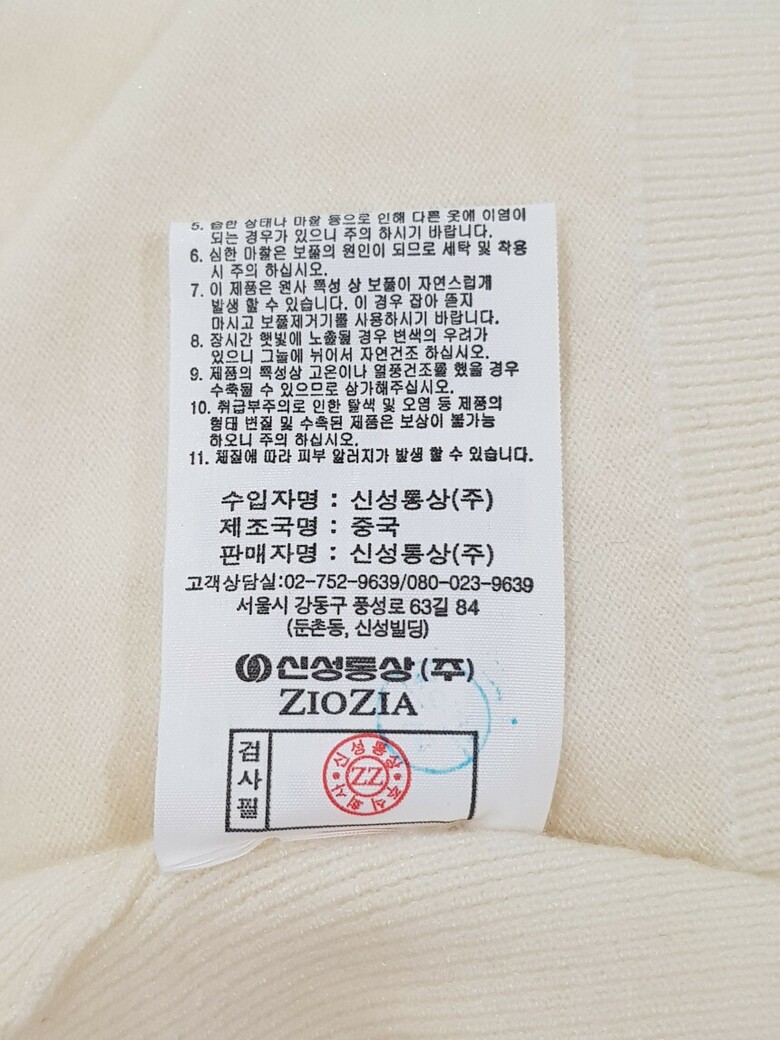 5. 습한 상태나 마찰 등으로 인해 다른 옷에 이염이
되는 경우가 있으니 주의 하시기 바랍니다.
6. 심한 마찰은 보풀의 원인이 되므로 세탁 및 착용
시 주의 하십시오.
7. 이 제품은 원사 특성 상 보풀이 자연스럽게
발생 할 수 있습니다. 이 경우 잡아 뜯지
마시고 보풀제거기를 사용하시기 바랍니다.
8. 장시간 햇빛에 노출될 경우 변색의 우려가
있으니 그늘에 뉘어서 자연건조 하십시오.
9. 제품의 특성상 고온이나 열풍건조를 했을 경우
수축될 수 있으므로 삼가해주십시오.
10. 취급부주의로 인한 탈색 및 오염 등 제품의
형태 변질 및 수축된 제품은 보상이 불가능
하오니 주의 하십시오.
11. 체질에 따라 피부 알러지가 발생 할 수 있습니다.
수입자명 : 신성통상(주)
제조국명 : 중국
판매자명 : 신성통상(주)
고객상담실:02-752-9639/080-023-9639
서울시 강동구 풍성로 63길 84
(둔촌동, 신성빌딩)
신성통상(주)
ZIOZIA
검사필
신성통상
ZZ
주식회사